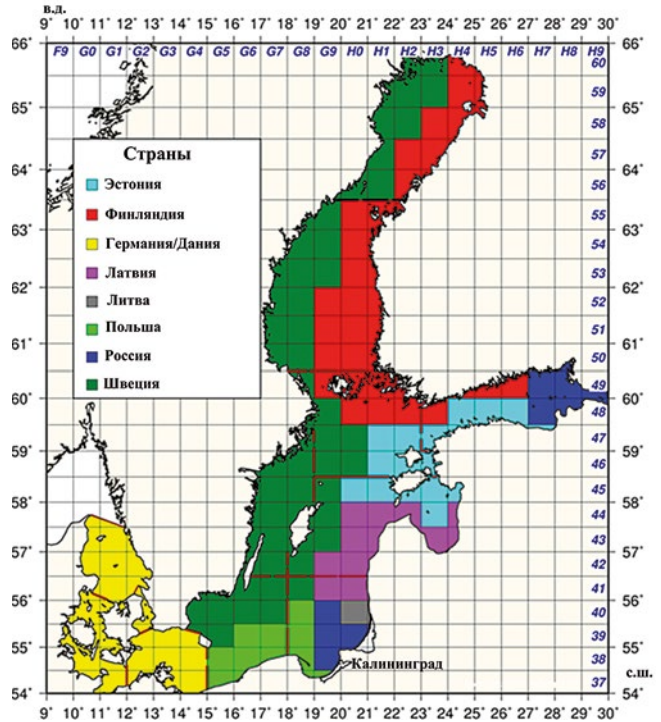 в.д.
9˚ 10˚ 11˚ 12˚ 13˚ 14˚ 15˚ 16˚ 17˚ 18˚ 19˚ 20˚ 21˚ 22˚ 23˚ 24˚ 25˚ 26˚ 27˚ 28˚ 29˚ 30˚
66˚ F9 G0 G1 G2 G3 G4 G5 G6 G7 G8 G9 H0 H1 H2 H3 H4 H5 H6 H7 H8 H9 66˚
60
59
65˚ 65˚
58
57
64˚ 64˚
56
55
63˚ 63˚
54
53
62˚ 62˚
52
51
61˚ 61˚
50
49
60˚ 60˚
48
47
59˚ 59˚
46
45
58˚ 58˚
44
57˚ 57˚
42
41
56˚ 56˚
40
39
55˚ 55˚
38
37
54˚ 54˚
Страны
Эстония
Финляндия
Германия/Дания
Латвия
Литва
Польша
Россия
Швеция
Калининград
с.ш.
9˚ 10˚ 11˚ 12˚ 13˚ 14˚ 15˚ 16˚ 17˚ 18˚ 19˚ 20˚ 21˚ 22˚ 23˚ 24˚ 25˚ 26˚ 27˚ 28˚ 29˚ 30˚